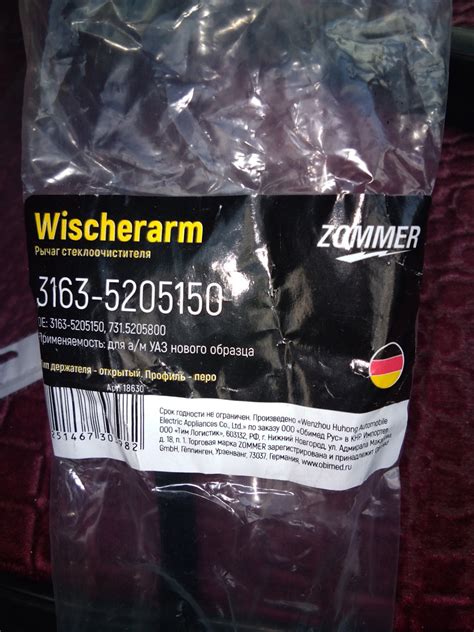 Wischerarm
ZOMMER
Рычаг стеклоочистителя
3163-5205150
OE: 3163-5205150, 731.5205800
Применяемость: для а/м УАЗ нового образца
держателя - открытый. Профиль - перо
Арт. 18630
Срок годности не ограничен. Произведено «Wenzhou Huhong Automobile
Electric Appliances Co., Ltd.» по заказу ООО «Обимед Рус» в КНР. Импортер
ООО «Тим Логистик», 603132, РФ, г. Нижний Новгород, ул. Адмирала
д. 18, п. 1. Торговая марка ZOMMER зарегистрирована и принадлежит
GmbH, Гёппинген, 73037, Германия, www.obimed.ru